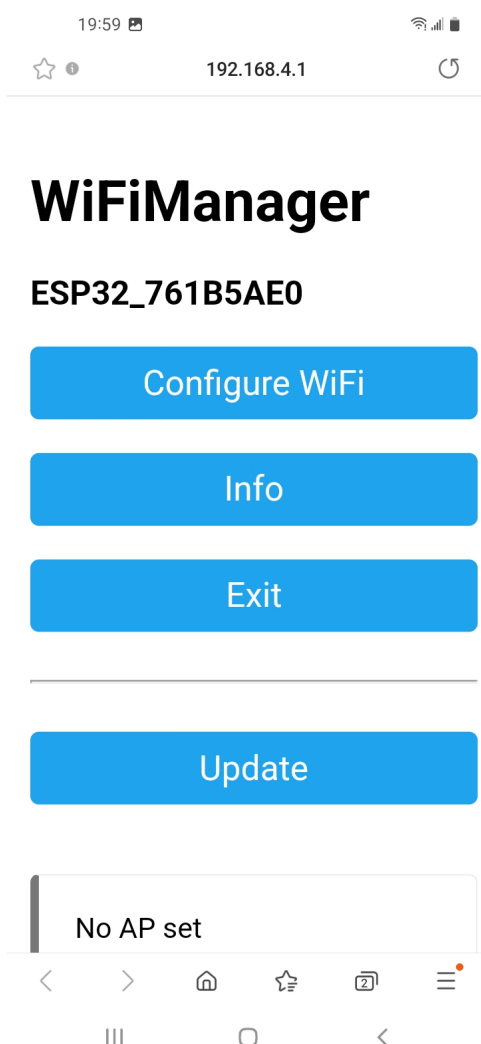 19:59
192.168.4.1
WiFiManager
ESP32_761B5AE0
Configure WiFi
Info
Exit
Update
No AP set
2